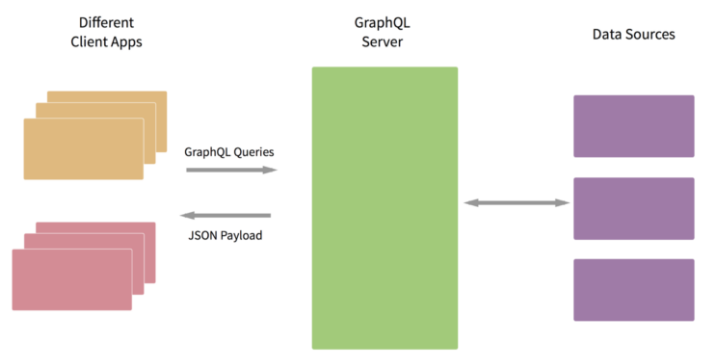 Different
Client Apps
GraphQL
Server
Data Sources
GraphQL Queries
JSON Payload